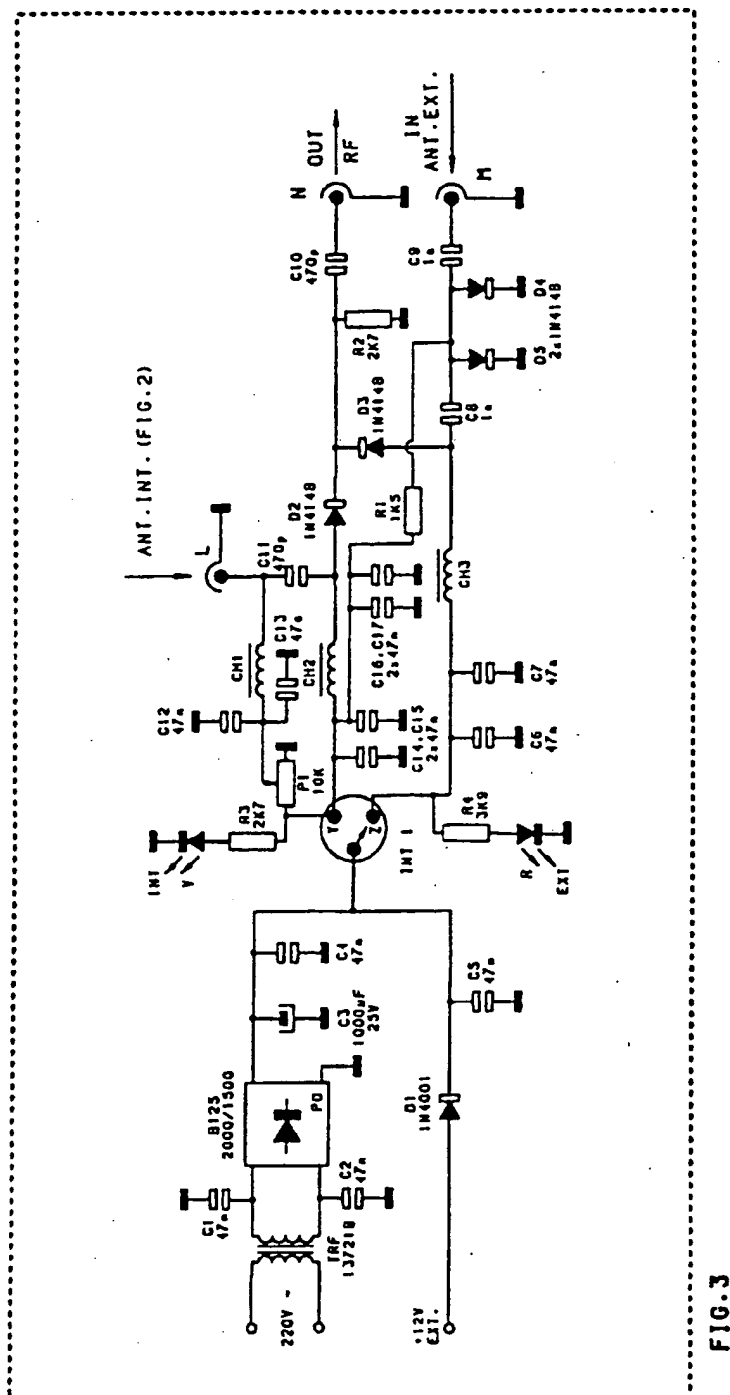 220V ~
TRF
137218
C1
47n
C2
47n
B125
2000/1500
PD
C3
1000uF
25V
C4
47n
+12V
EXT.
D1
1N4001
C5
47n
INT 1
Y
Z
INT
V
R3
2K7
P1
10K
C12
47n
C13
47n
CH1
CH2
C14,C15
2x47n
C16,C17
2x47n
R4
3K9
R
EXT
C6
47n
C7
47n
CH3
ANT.INT.(FIG.2)
L
C11
470p
D2
1N4148
R1
1K5
D3
1N4148
C8
1n
R2
2K7
D5
D4
2x1N4148
C10
470p
C9
1n
N
OUT
RF
IN
ANT.EXT.
M
FIG.3